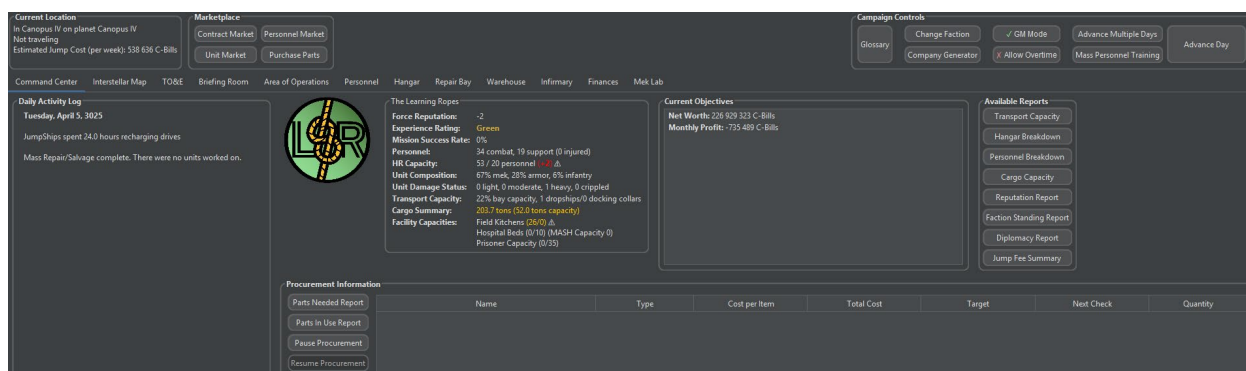 Current Location
In Canopus IV on planet Canopus IV
Not traveling
Estimated Jump Cost (per week): 538 636 C-Bills
Marketplace
Contract Market
Personnel Market
Unit Market
Purchase Parts
Campaign Controls
Glossary
Change Faction
✓ GM Mode
Advance Multiple Days
Company Generator
✗ Allow Overtime
Mass Personnel Training
Advance Day
Command Center
Interstellar Map
TO&E
Briefing Room
Area of Operations
Personnel
Hangar
Repair Bay
Warehouse
Infirmary
Finances
Mek Lab
Daily Activity Log
Tuesday, April 5, 3025
JumpShips spent 24.0 hours recharging drives
Mass Repair/Salvage complete. There were no units worked on.
The Learning Ropes
Force Reputation: -2
Experience Rating: Green
Mission Success Rate: 0%
Personnel: 34 combat, 19 support (0 injured)
HR Capacity: 53 / 20 personnel ⚠
Unit Composition: 67% mek, 28% armor, 6% infantry
Unit Damage Status: 0 light, 0 moderate, 1 heavy, 0 crippled
Transport Capacity: 22% bay capacity, 1 dropships/0 docking collars
Cargo Summary: 203.7 tons (52.0 tons capacity)
Facility Capacities: Field Kitchens (26/0) ⚠
Hospital Beds (0/10) (MASH Capacity 0)
Prisoner Capacity (0/35)
Current Objectives
Net Worth: 226 929 323 C-Bills
Monthly Profit: -735 489 C-Bills
Available Reports
Transport Capacity
Hangar Breakdown
Personnel Breakdown
Cargo Capacity
Reputation Report
Faction Standing Report
Diplomacy Report
Jump Fee Summary
Procurement Information
Parts Needed Report
Parts In Use Report
Pause Procurement
Resume Procurement
Name
Type
Cost per Item
Total Cost
Target
Next Check
Quantity